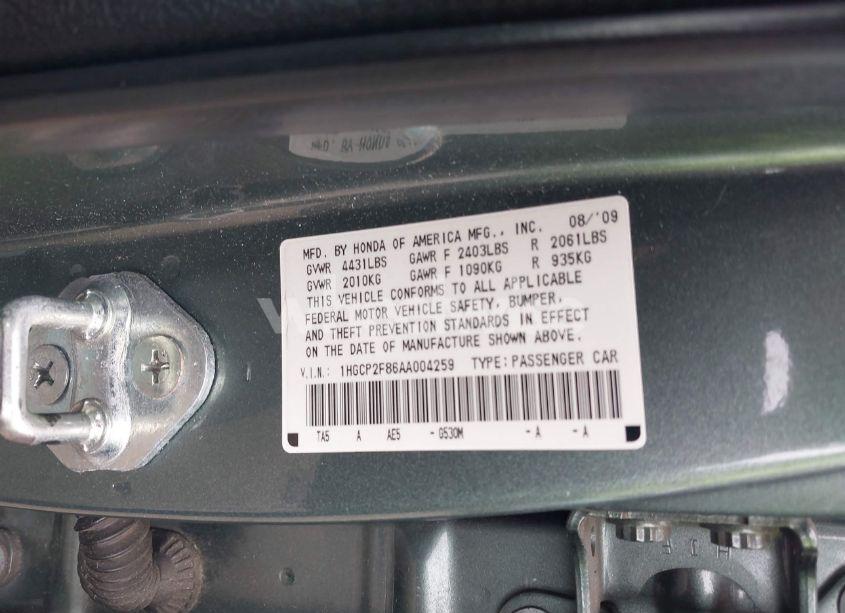 MFD. BY HONDA OF AMERICA MFG., INC. 08/'09
GVWR 4431LBS GAWR F 2403LBS R 2061LBS
GVWR 2010KG GAWR F 1090KG R 935KG
THIS VEHICLE CONFORMS TO ALL APPLICABLE
FEDERAL MOTOR VEHICLE SAFETY, BUMPER,
AND THEFT PREVENTION STANDARDS IN EFFECT
ON THE DATE OF MANUFACTURE SHOWN ABOVE.
V.I.N.: 1HGCP2F86AA004259 TYPE:PASSENGER CAR
TA5 A AE5 -G530M -A -A